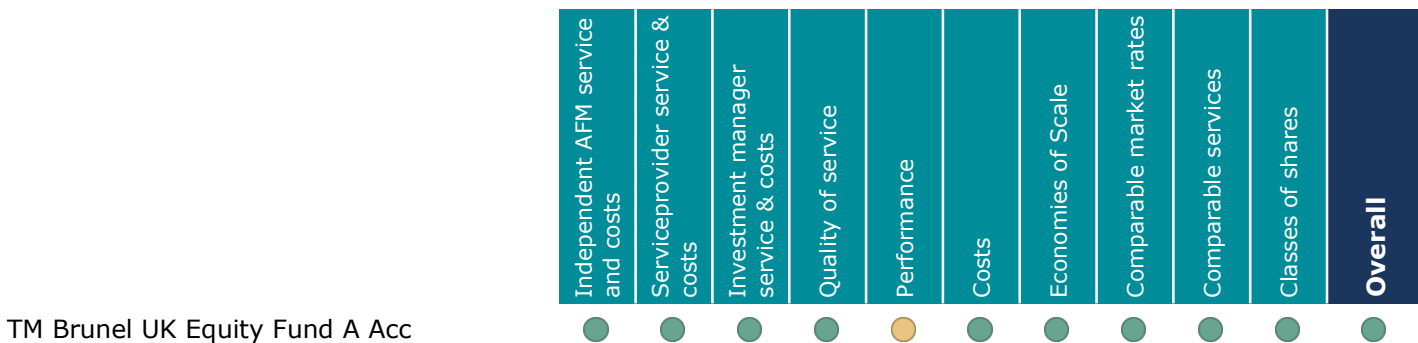 Independent AFM service
and costs
Serviceprovider service &
costs
Investment manager
service & costs
Quality of service
Performance
Costs
Economies of Scale
Comparable market rates
Comparable services
Classes of shares
Overall
TM Brunel UK Equity Fund A Acc